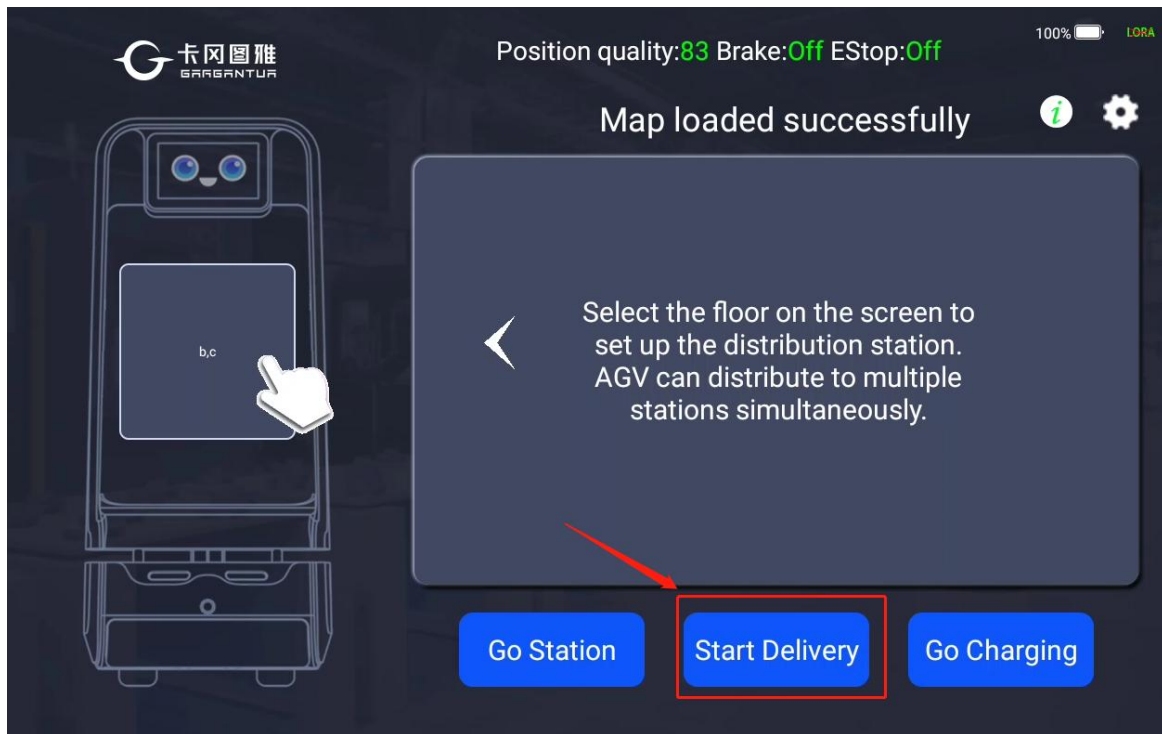 卡冈图雅
GARGANTUA
Position quality:83 Brake:Off EStop:Off
100%
LORA
Map loaded successfully
i
b,c
Select the floor on the screen to
set up the distribution station.
AGV can distribute to multiple
stations simultaneously.
Go Station
Start Delivery
Go Charging